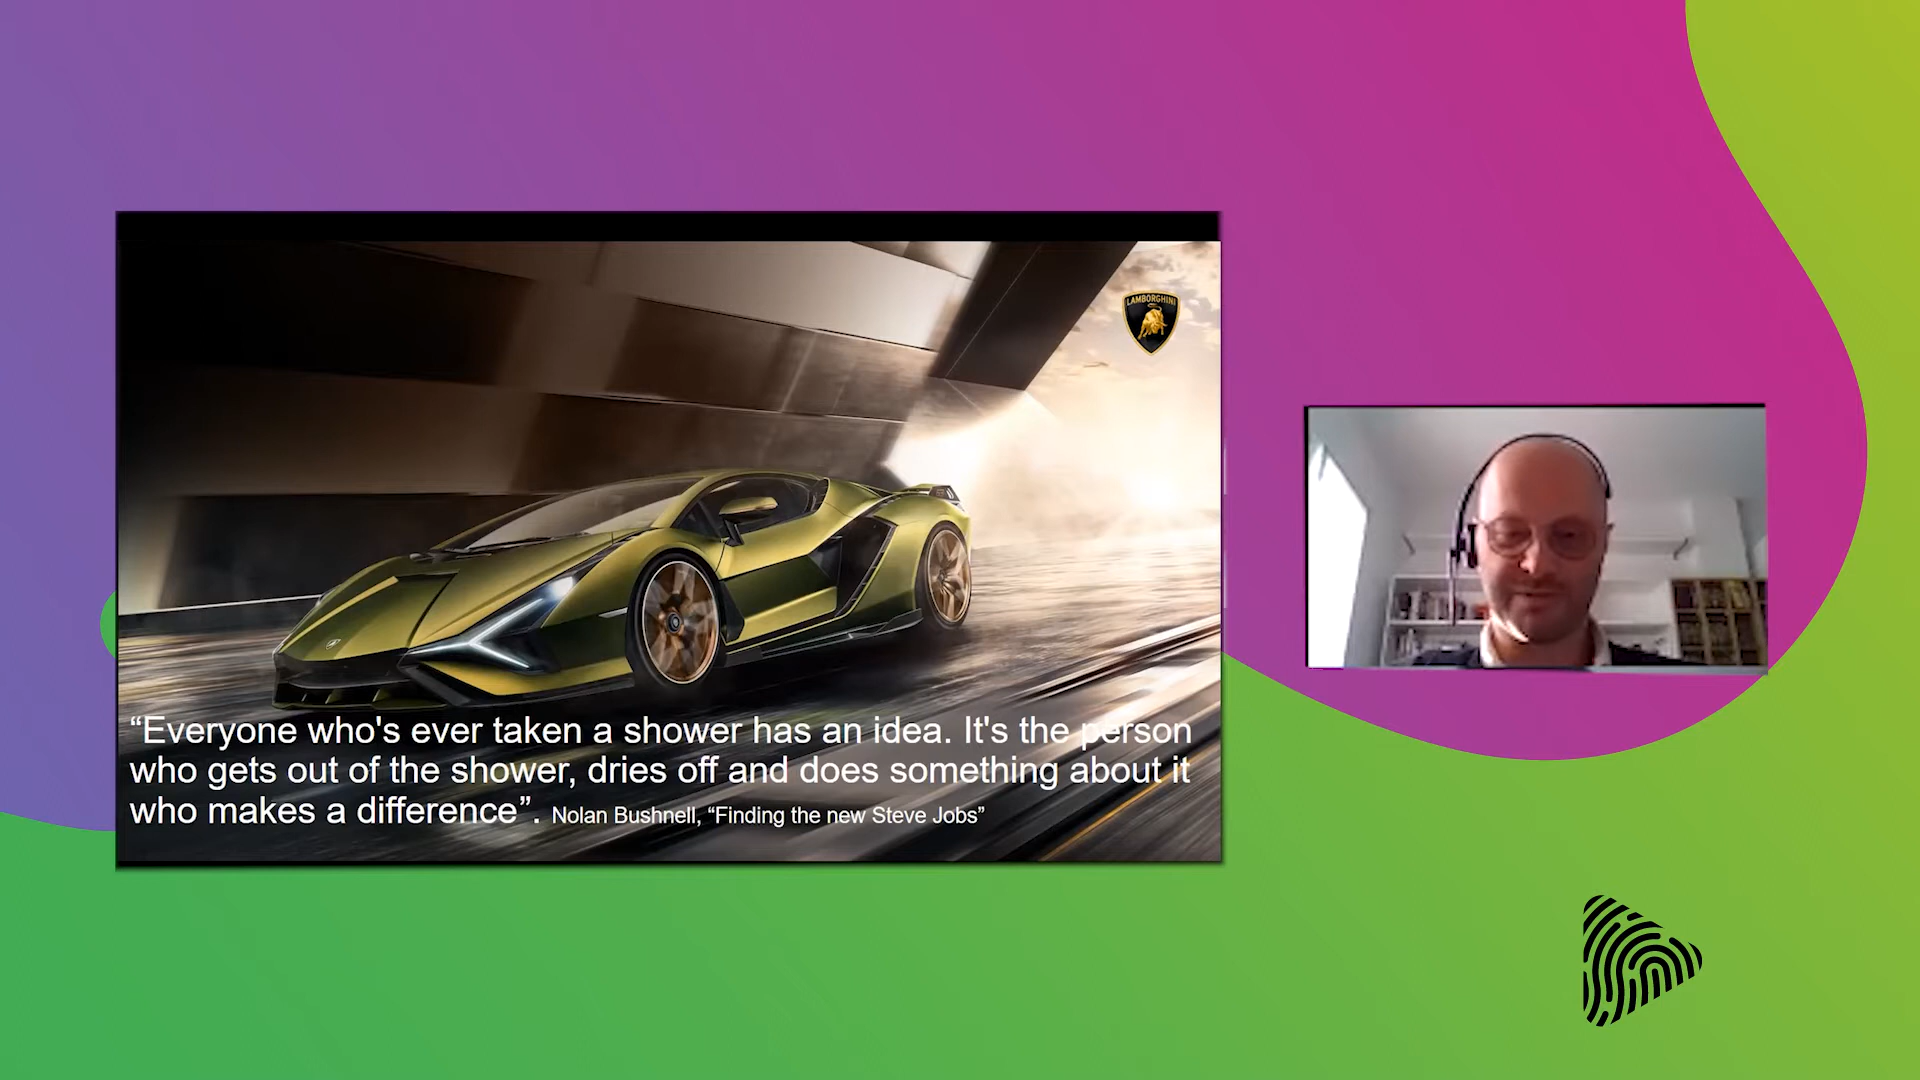 LAMBORGHINI
“Everyone who's ever taken a shower has an idea. It's the person
who gets out of the shower, dries off and does something about it
who makes a difference”. Nolan Bushnell, “Finding the new Steve Jobs”